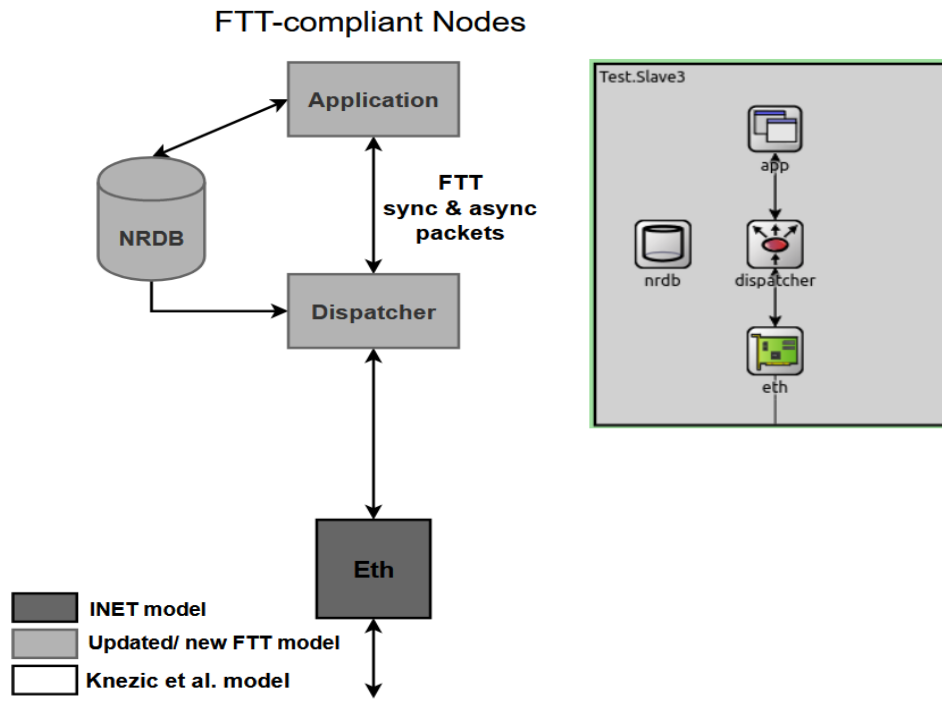 FTT-compliant Nodes
Application
NRDB
FTT
sync & async
packets
Dispatcher
Eth
INET model
Updated/ new FTT model
Knezic et al. model
Test.Slave3
app
nrdb
dispatcher
eth